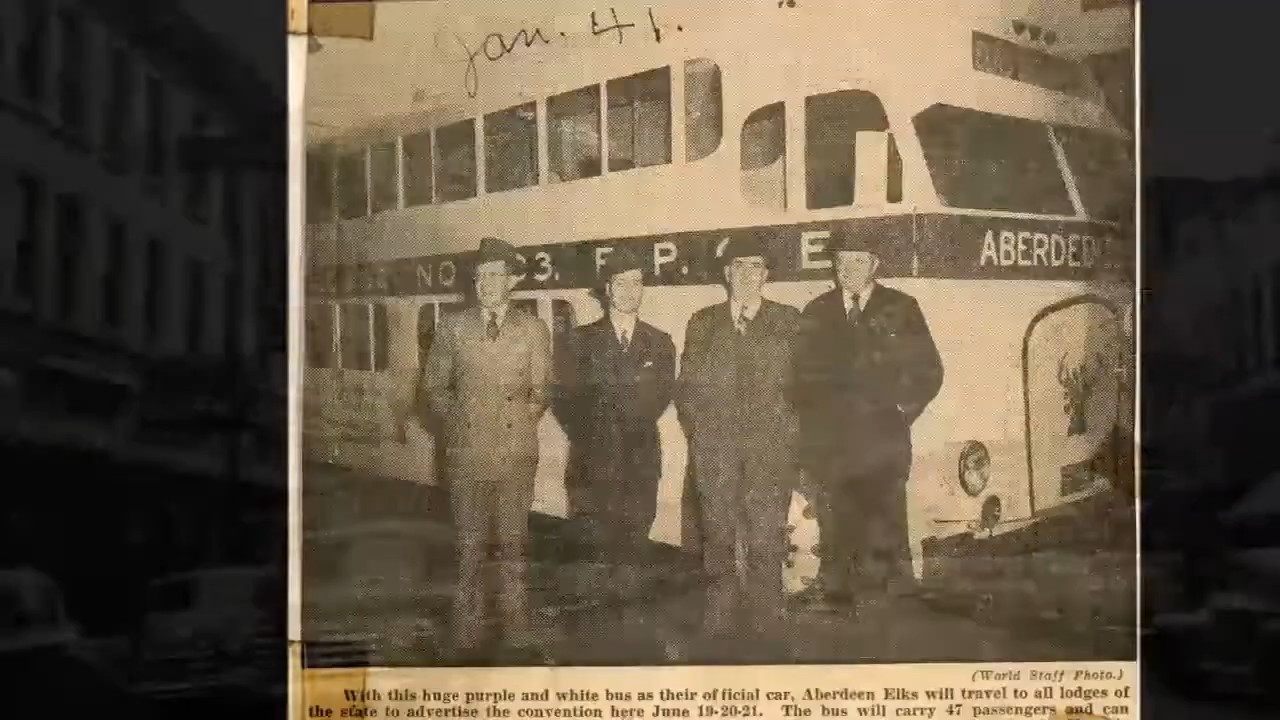 Jan. 41.
NO 3. P. E
ABERDEE
(World Staff Photo.)
With this huge purple and white bus as their official car, Aberdeen Elks will travel to all lodges of
the state to advertise the convention here June 19-20-21. The bus will carry 47 passengers and can